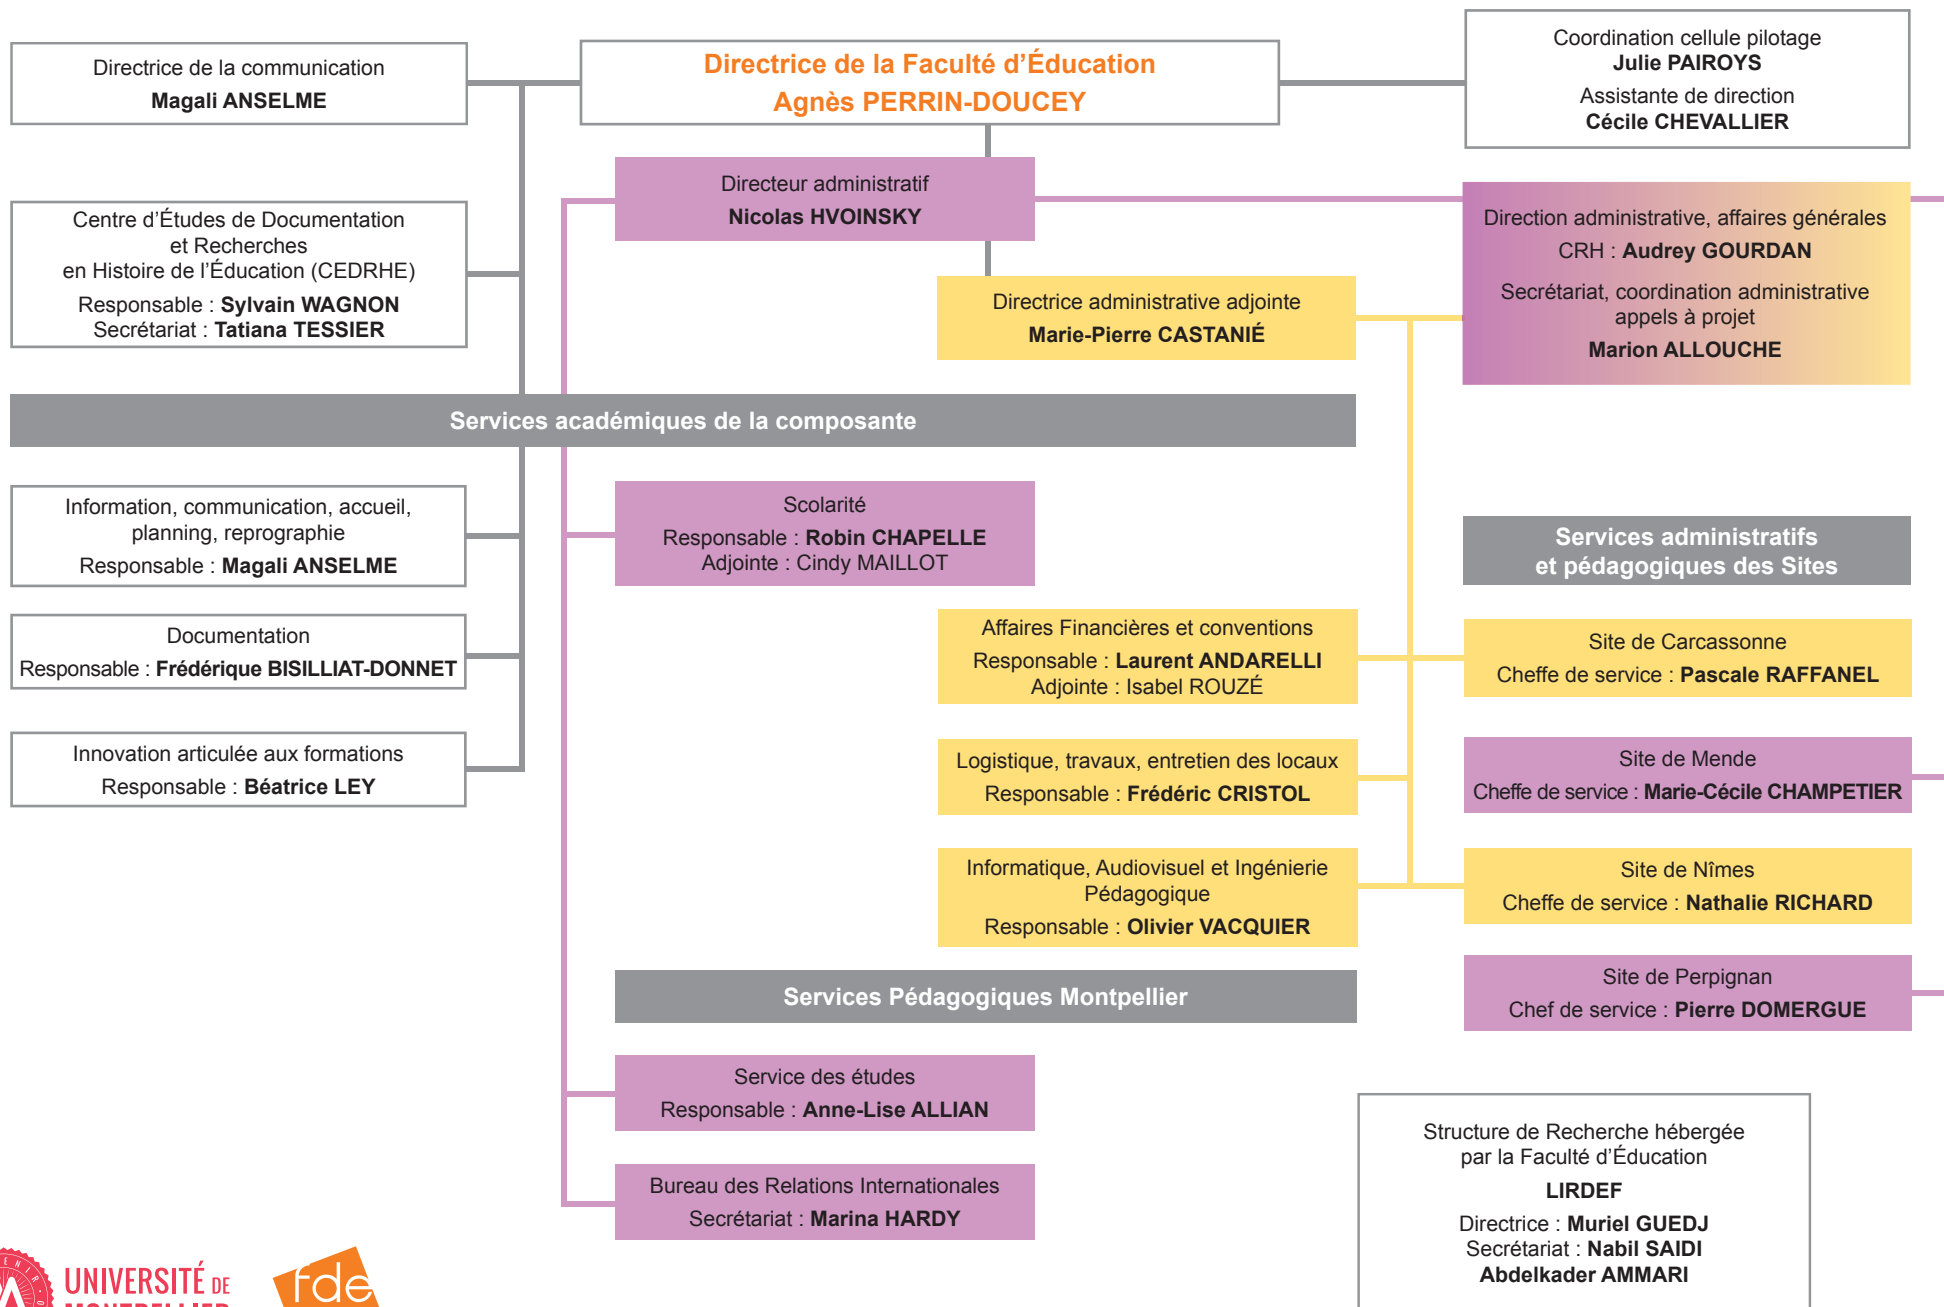 Directrice de la communication
Magali ANSELME
Directrice de la Faculté d’Éducation
Agnès PERRIN-DOUCEY
Coordination cellule pilotage
Julie PAIROYS
Assistante de direction
Cécile CHEVALLIER
Directeur administratif
Nicolas HVOINSKY
Centre d’Études de Documentation
et Recherches
en Histoire de l’Éducation (CEDRHE)
Responsable : Sylvain WAGNON
Secrétariat : Tatiana TESSIER
Directrice administrative adjointe
Marie-Pierre CASTANIÉ
Direction administrative, affaires générales
CRH : Audrey GOURDAN
Secrétariat, coordination administrative
appels à projet
Marion ALLOUCHE
Services académiques de la composante
Information, communication, accueil,
planning, reprographie
Responsable : Magali ANSELME
Documentation
Responsable : Frédérique BISILLIAT-DONNET
Innovation articulée aux formations
Responsable : Béatrice LEY
Scolarité
Responsable : Robin CHAPELLE
Adjointe : Cindy MAILLOT
Affaires Financières et conventions
Responsable : Laurent ANDARELLI
Adjointe : Isabel ROUZÉ
Logistique, travaux, entretien des locaux
Responsable : Frédéric CRISTOL
Informatique, Audiovisuel et Ingénierie
Pédagogique
Responsable : Olivier VACQUIER
Services administratifs
et pédagogiques des Sites
Site de Carcassonne
Cheffe de service : Pascale RAFFANEL
Site de Mende
Cheffe de service : Marie-Cécile CHAMPETIER
Site de Nîmes
Cheffe de service : Nathalie RICHARD
Site de Perpignan
Chef de service : Pierre DOMERGUE
Services Pédagogiques Montpellier
Service des études
Responsable : Anne-Lise ALLIAN
Bureau des Relations Internationales
Secrétariat : Marina HARDY
Structure de Recherche hébergée
par la Faculté d’Éducation
LIRDEF
Directrice : Muriel GUEDJ
Secrétariat : Nabil SAIDI
Abdelkader AMMARI
UNIVERSITÉ DE
MONTPELLIER
fde